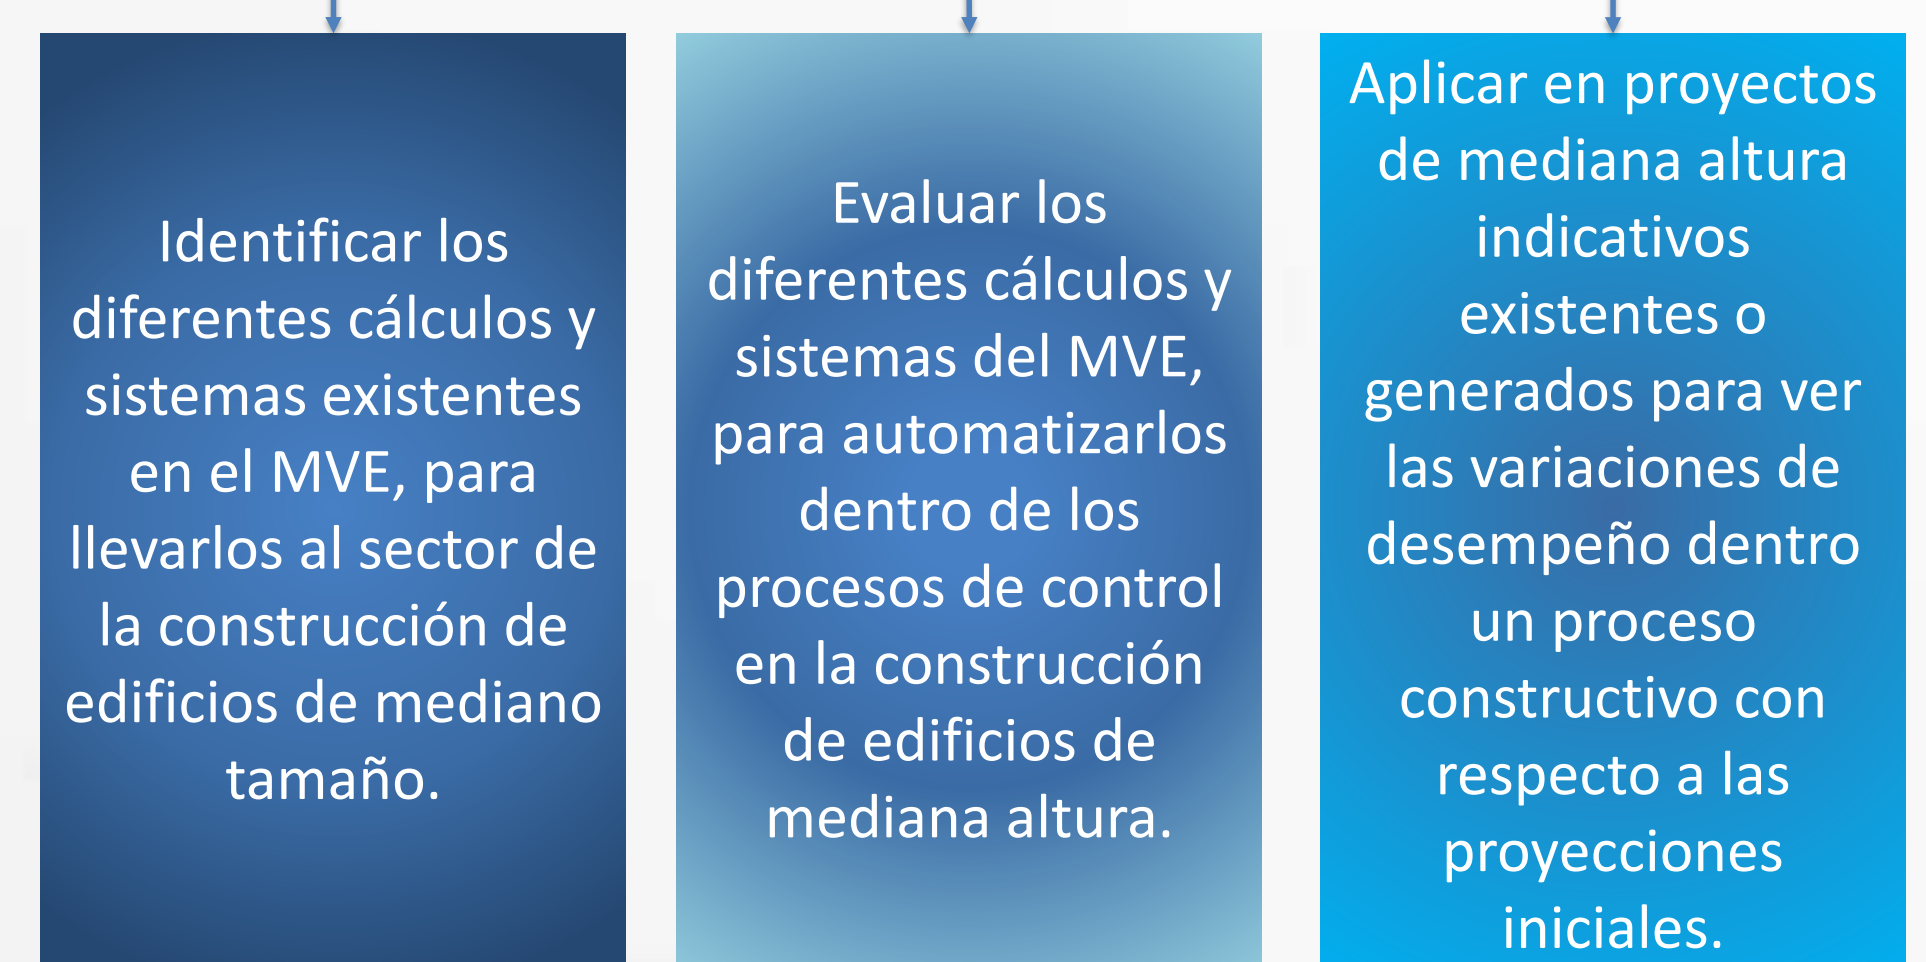 Identificar los
diferentes cálculos y
sistemas existentes
en el MVE, para
llevarlos al sector de
la construcción de
edificios de mediano
tamaño.
Evaluar los
diferentes cálculos y
sistemas del MVE,
para automatizarlos
dentro de los
procesos de control
en la construcción
de edificios de
mediana altura.
Aplicar en proyectos
de mediana altura
indicativos
existentes o
generados para ver
las variaciones de
desempeño dentro
un proceso
constructivo con
respecto a las
proyecciones
iniciales.